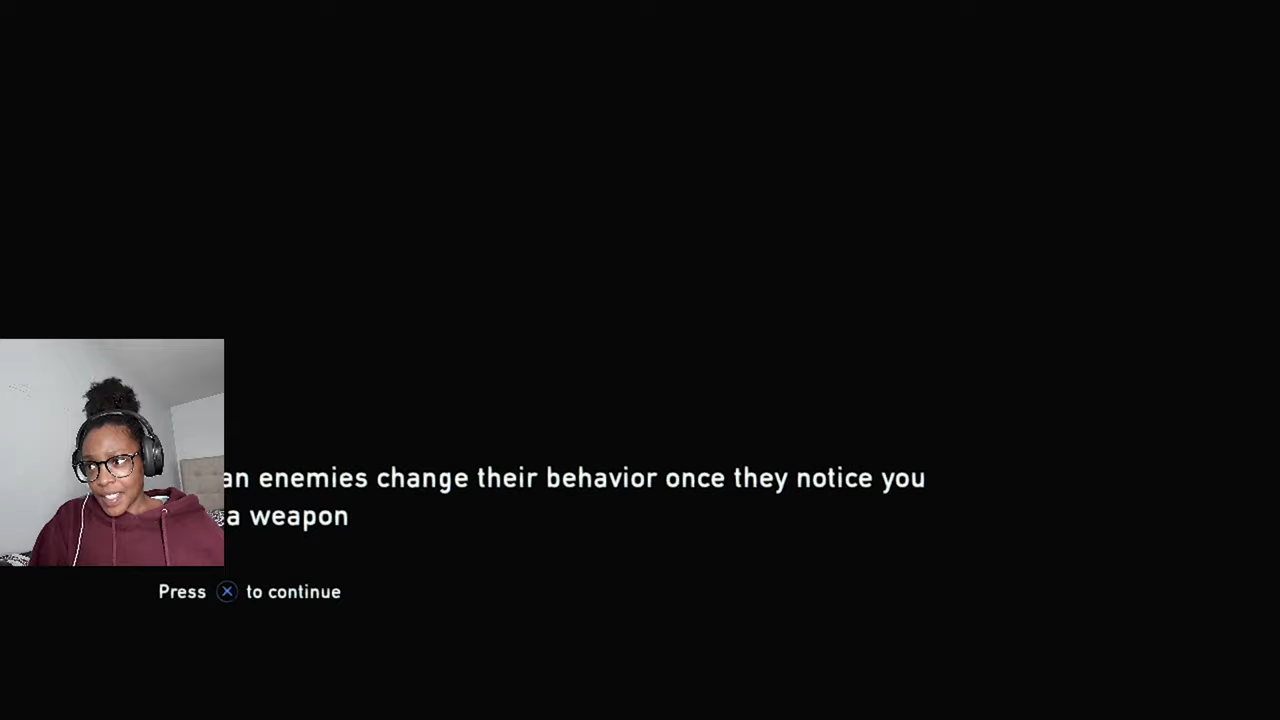 an enemies change their behavior once they notice you
a weapon
Press to continue